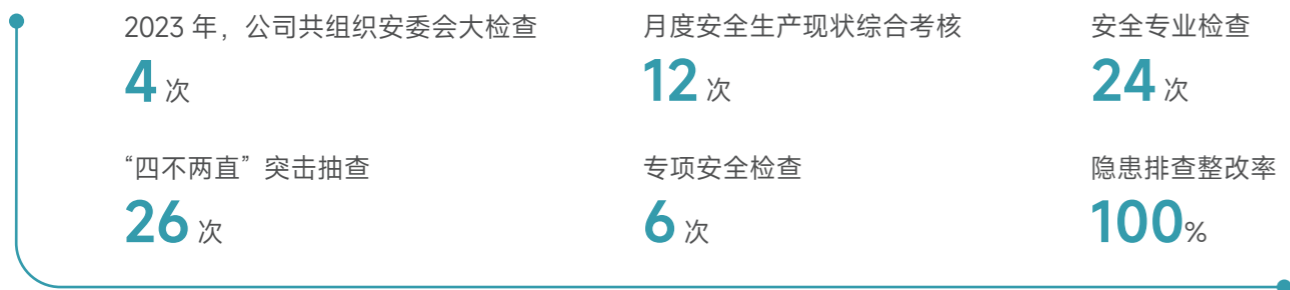 2023 年，公司共组织安委会大检查
4 次
月度安全生产现状综合考核
12 次
安全专业检查
24 次
“四不两直”突击抽查
26 次
专项安全检查
6 次
隐患排查整改率
100%